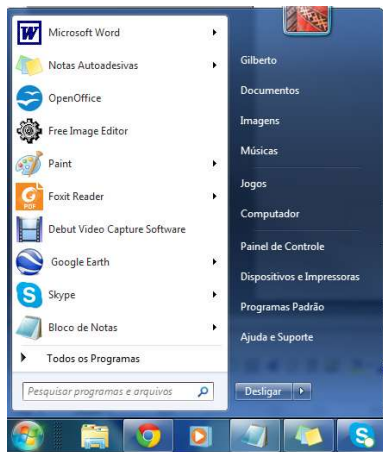 Microsoft Word
Notas Autoadesivas
OpenOffice
Free Image Editor
Paint
Foxit Reader
Debut Video Capture Software
Google Earth
Skype
Bloco de Notas
Todos os Programas
Pesquisar programas e arquivos
Gilberto
Documentos
Imagens
Músicas
Jogos
Computador
Painel de Controle
Dispositivos e Impressoras
Programas Padrão
Ajuda e Suporte
Desligar